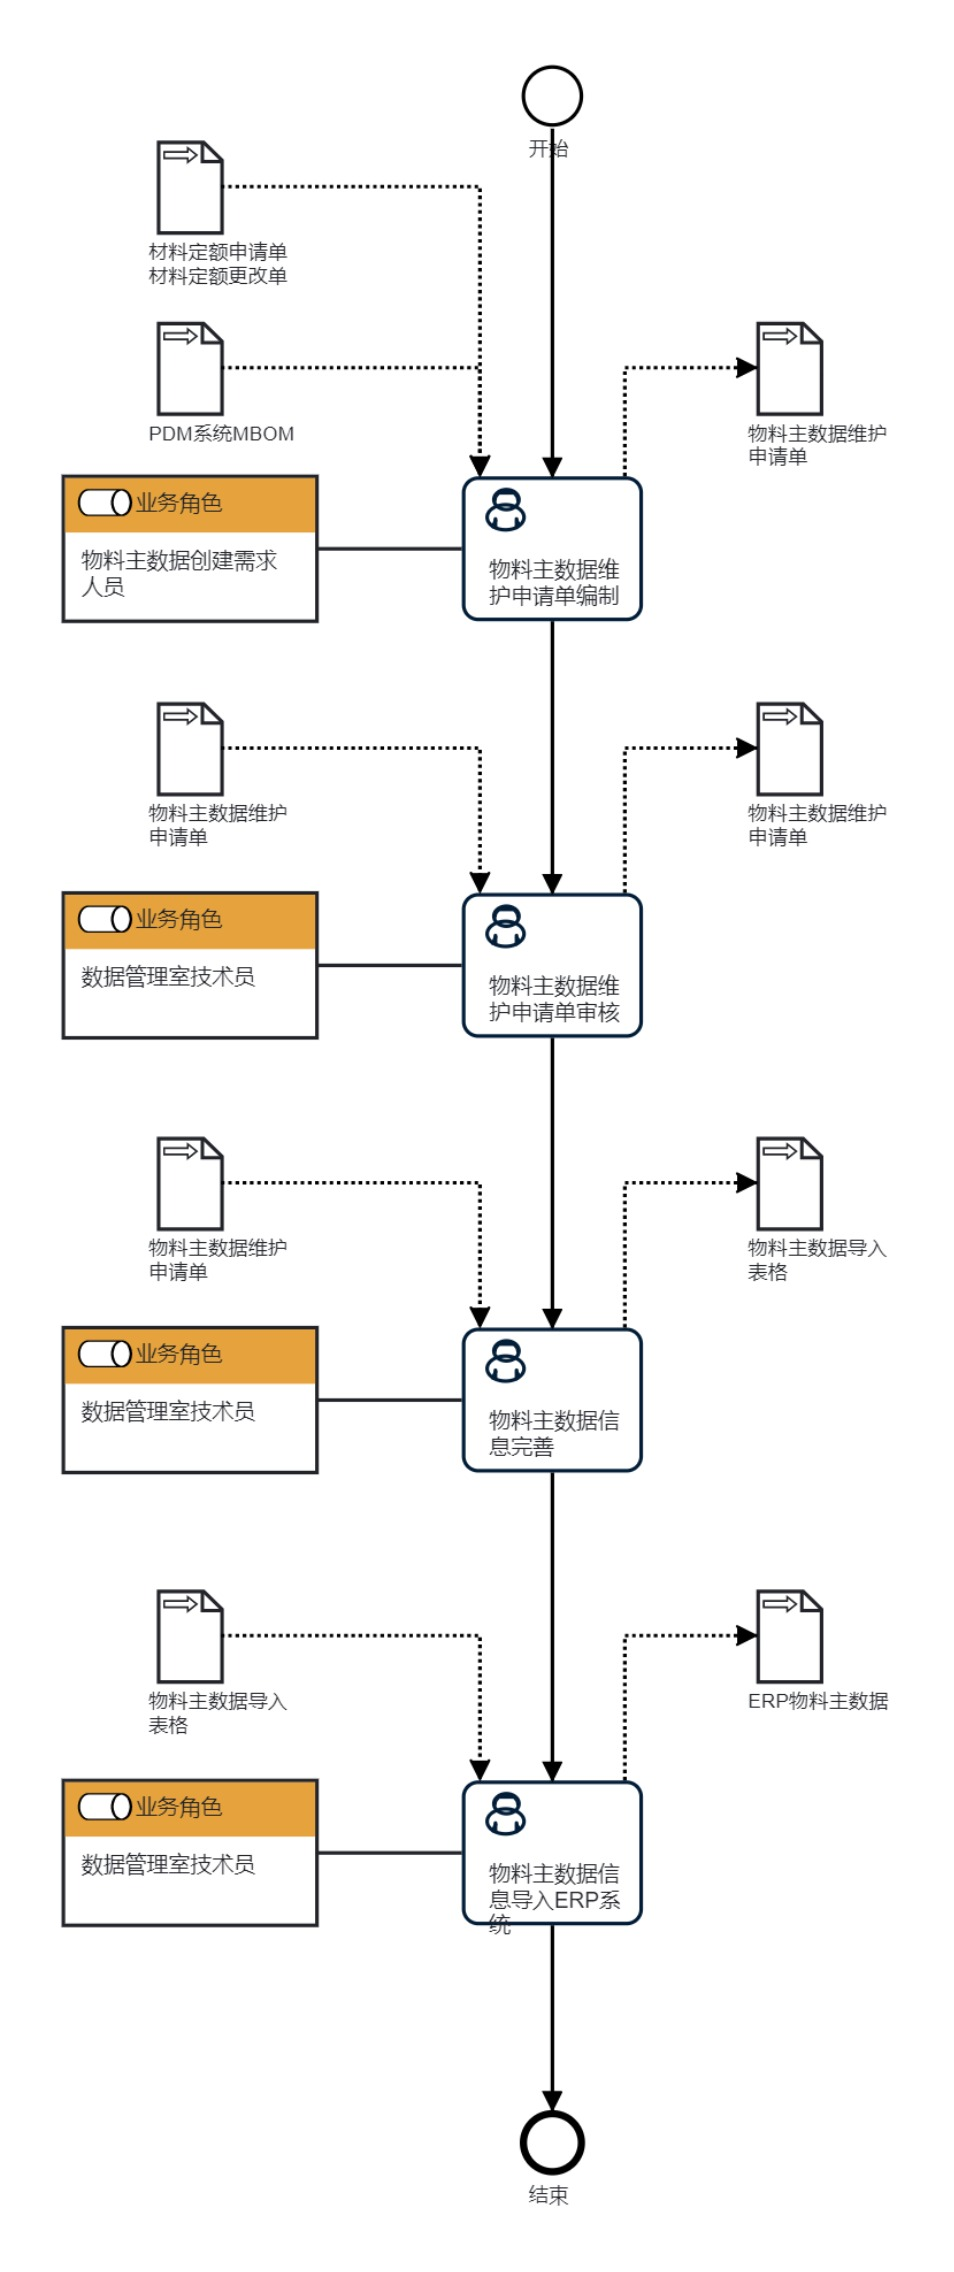 开始
材料定额申请单
材料定额更改单
PDM系统MBOM
物料主数据维护
申请单
业务角色
物料主数据创建需求
人员
物料主数据维
护申请单编制
物料主数据维护
申请单
物料主数据维护
申请单
业务角色
数据管理室技术员
物料主数据维
护申请单审核
物料主数据维护
申请单
物料主数据导入
表格
业务角色
数据管理室技术员
物料主数据信
息完善
物料主数据导入
表格
ERP物料主数据
业务角色
数据管理室技术员
物料主数据信
息导入ERP系
统
结束